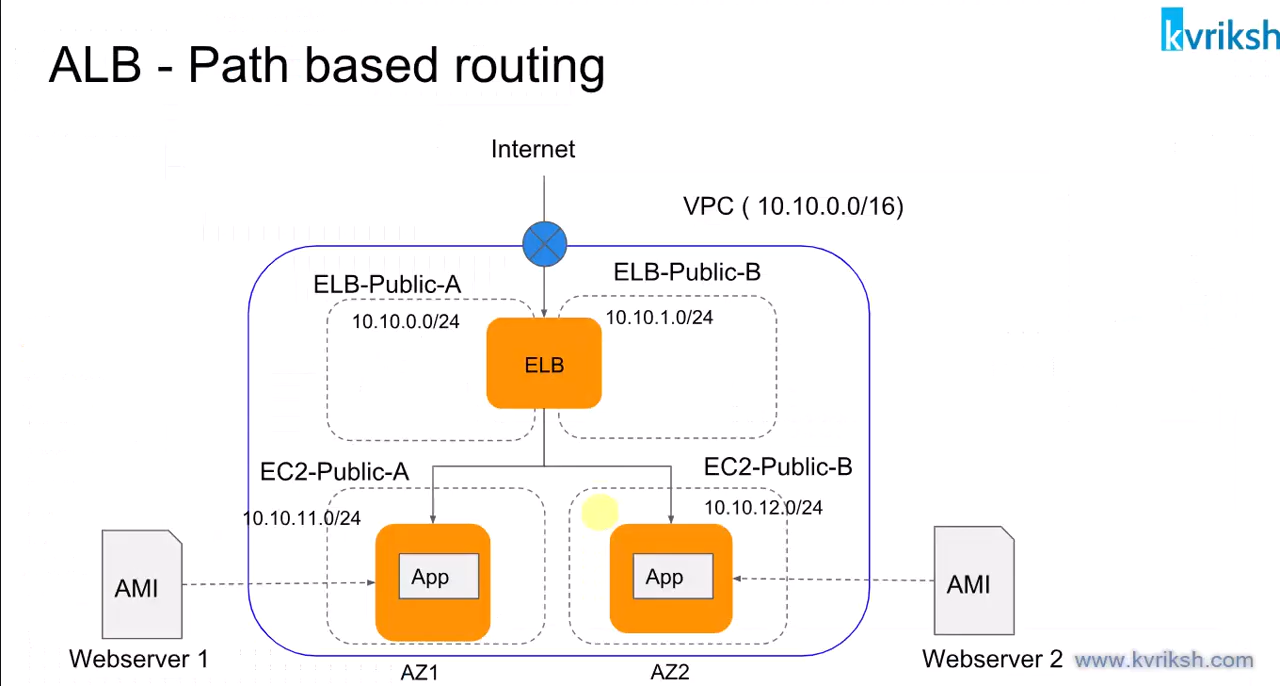 kvriksh
ALB - Path based routing
Internet
VPC ( 10.10.0.0/16)
ELB-Public-A
ELB-Public-B
10.10.0.0/24
10.10.1.0/24
ELB
EC2-Public-A
EC2-Public-B
10.10.11.0/24
10.10.12.0/24
AMI
App
App
AMI
Webserver 1
AZ1
AZ2
Webserver 2
www.kvriksh.com